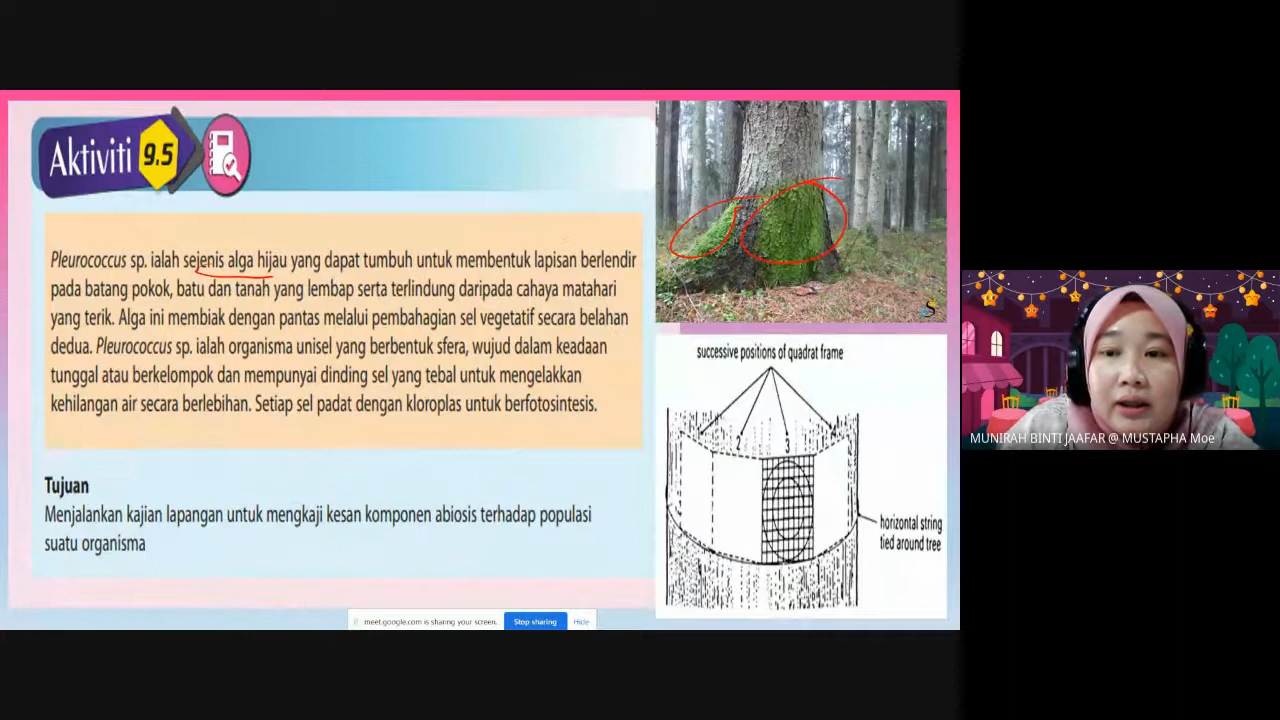 Aktiviti 9.5
Pleurococcus sp. ialah sejenis alga hijau yang dapat tumbuh untuk membentuk lapisan berlendir
pada batang pokok, batu dan tanah yang lembap serta terlindung daripada cahaya matahari
yang terik. Alga ini membiak dengan pantas melalui pembahagian sel vegetatif secara belahan
dedua. Pleurococcus sp. ialah organisma unisel yang berbentuk sfera, wujud dalam keadaan
tunggal atau berkelompok dan mempunyai dinding sel yang tebal untuk mengelakkan
kehilangan air secara berlebihan. Setiap sel padat dengan kloroplas untuk berfotosintesis.
Tujuan
Menjalankan kajian lapangan untuk mengkaji kesan komponen abiosis terhadap populasi
suatu organisma
successive positions of quadrat frame
2 3
horizontal string
tied around tree
meet.google.com is sharing your screen.
Stop sharing
Hide
MUNIRAH BINTI JAAFAR @ MUSTAPHA Moe